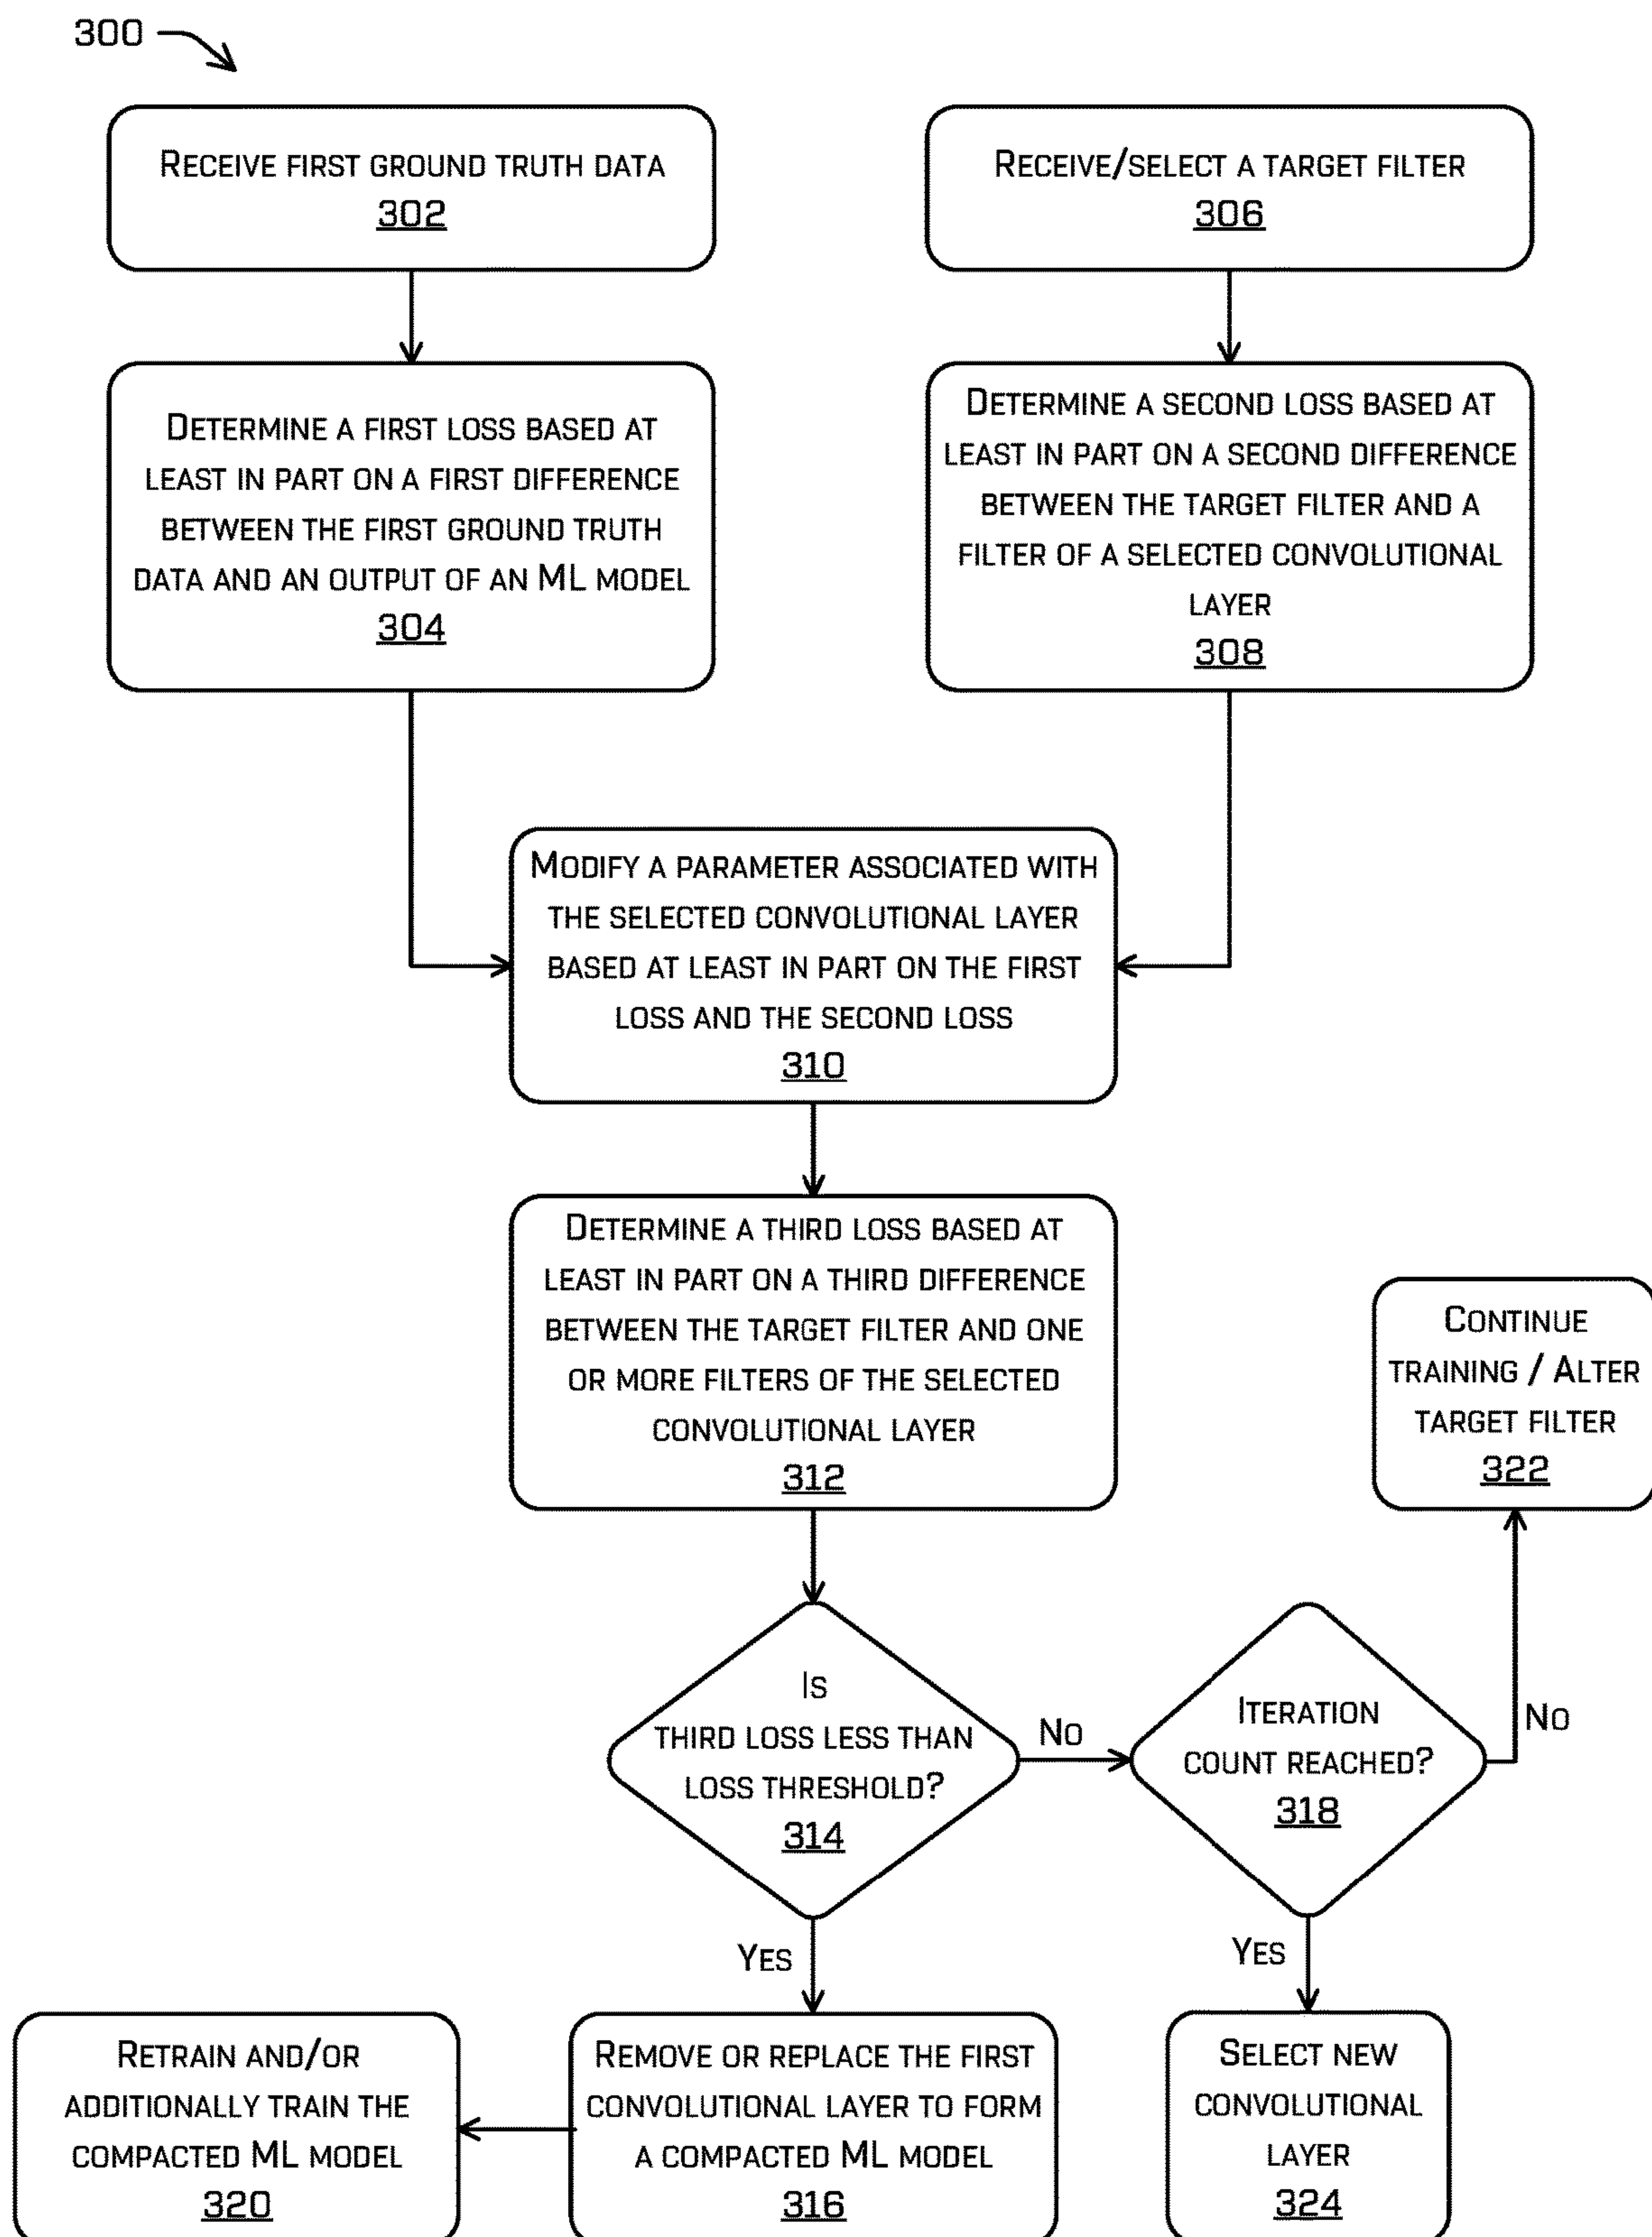 300
RECEIVE FIRST GROUND TRUTH DATA
302
RECEIVE/SELECT A TARGET FILTER
306
DETERMINE A FIRST LOSS BASED AT
LEAST IN PART ON A FIRST DIFFERENCE
BETWEEN THE FIRST GROUND TRUTH
DATA AND AN OUTPUT OF AN ML MODEL
304
DETERMINE A SECOND LOSS BASED AT
LEAST IN PART ON A SECOND DIFFERENCE
BETWEEN THE TARGET FILTER AND A
FILTER OF A SELECTED CONVOLUTIONAL
LAYER
308
MODIFY A PARAMETER ASSOCIATED WITH
THE SELECTED CONVOLUTIONAL LAYER
BASED AT LEAST IN PART ON THE FIRST
LOSS AND THE SECOND LOSS
310
DETERMINE A THIRD LOSS BASED AT
LEAST IN PART ON A THIRD DIFFERENCE
BETWEEN THE TARGET FILTER AND ONE
OR MORE FILTERS OF THE SELECTED
CONVOLUTIONAL LAYER
312
CONTINUE
TRAINING / ALTER
TARGET FILTER
322
IS
THIRD LOSS LESS THAN
LOSS THRESHOLD?
314
NO
ITERATION
COUNT REACHED?
318
NO
YES
YES
RETRAIN AND/OR
ADDITIONALLY TRAIN THE
COMPACTED ML MODEL
320
REMOVE OR REPLACE THE FIRST
CONVOLUTIONAL LAYER TO FORM
A COMPACTED ML MODEL
316
SELECT NEW
CONVOLUTIONAL
LAYER
324